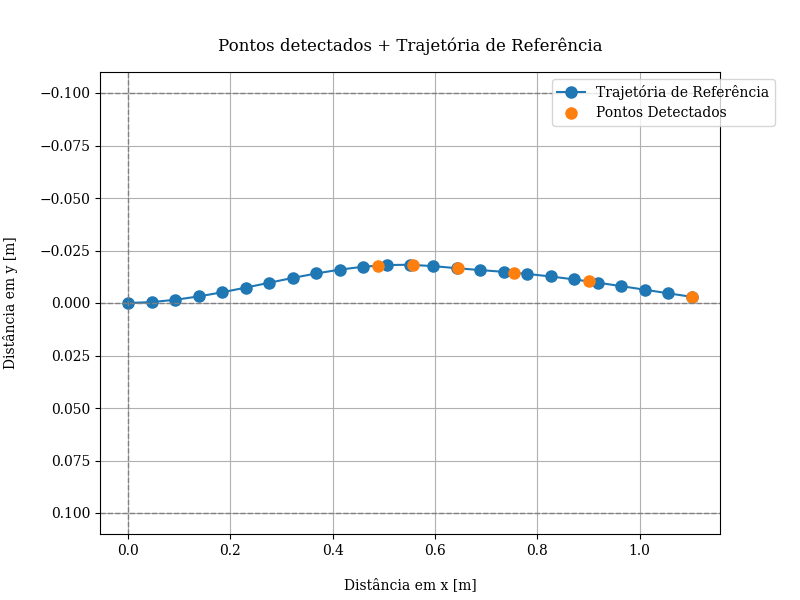 Pontos detectados + Trajetória de Referência
Trajetória de Referência
Pontos Detectados
−0.100
−0.075
−0.050
−0.025
0.000
0.025
0.050
0.075
0.100
Distância em y [m]
0.0 0.2 0.4 0.6 0.8 1.0
Distância em x [m]